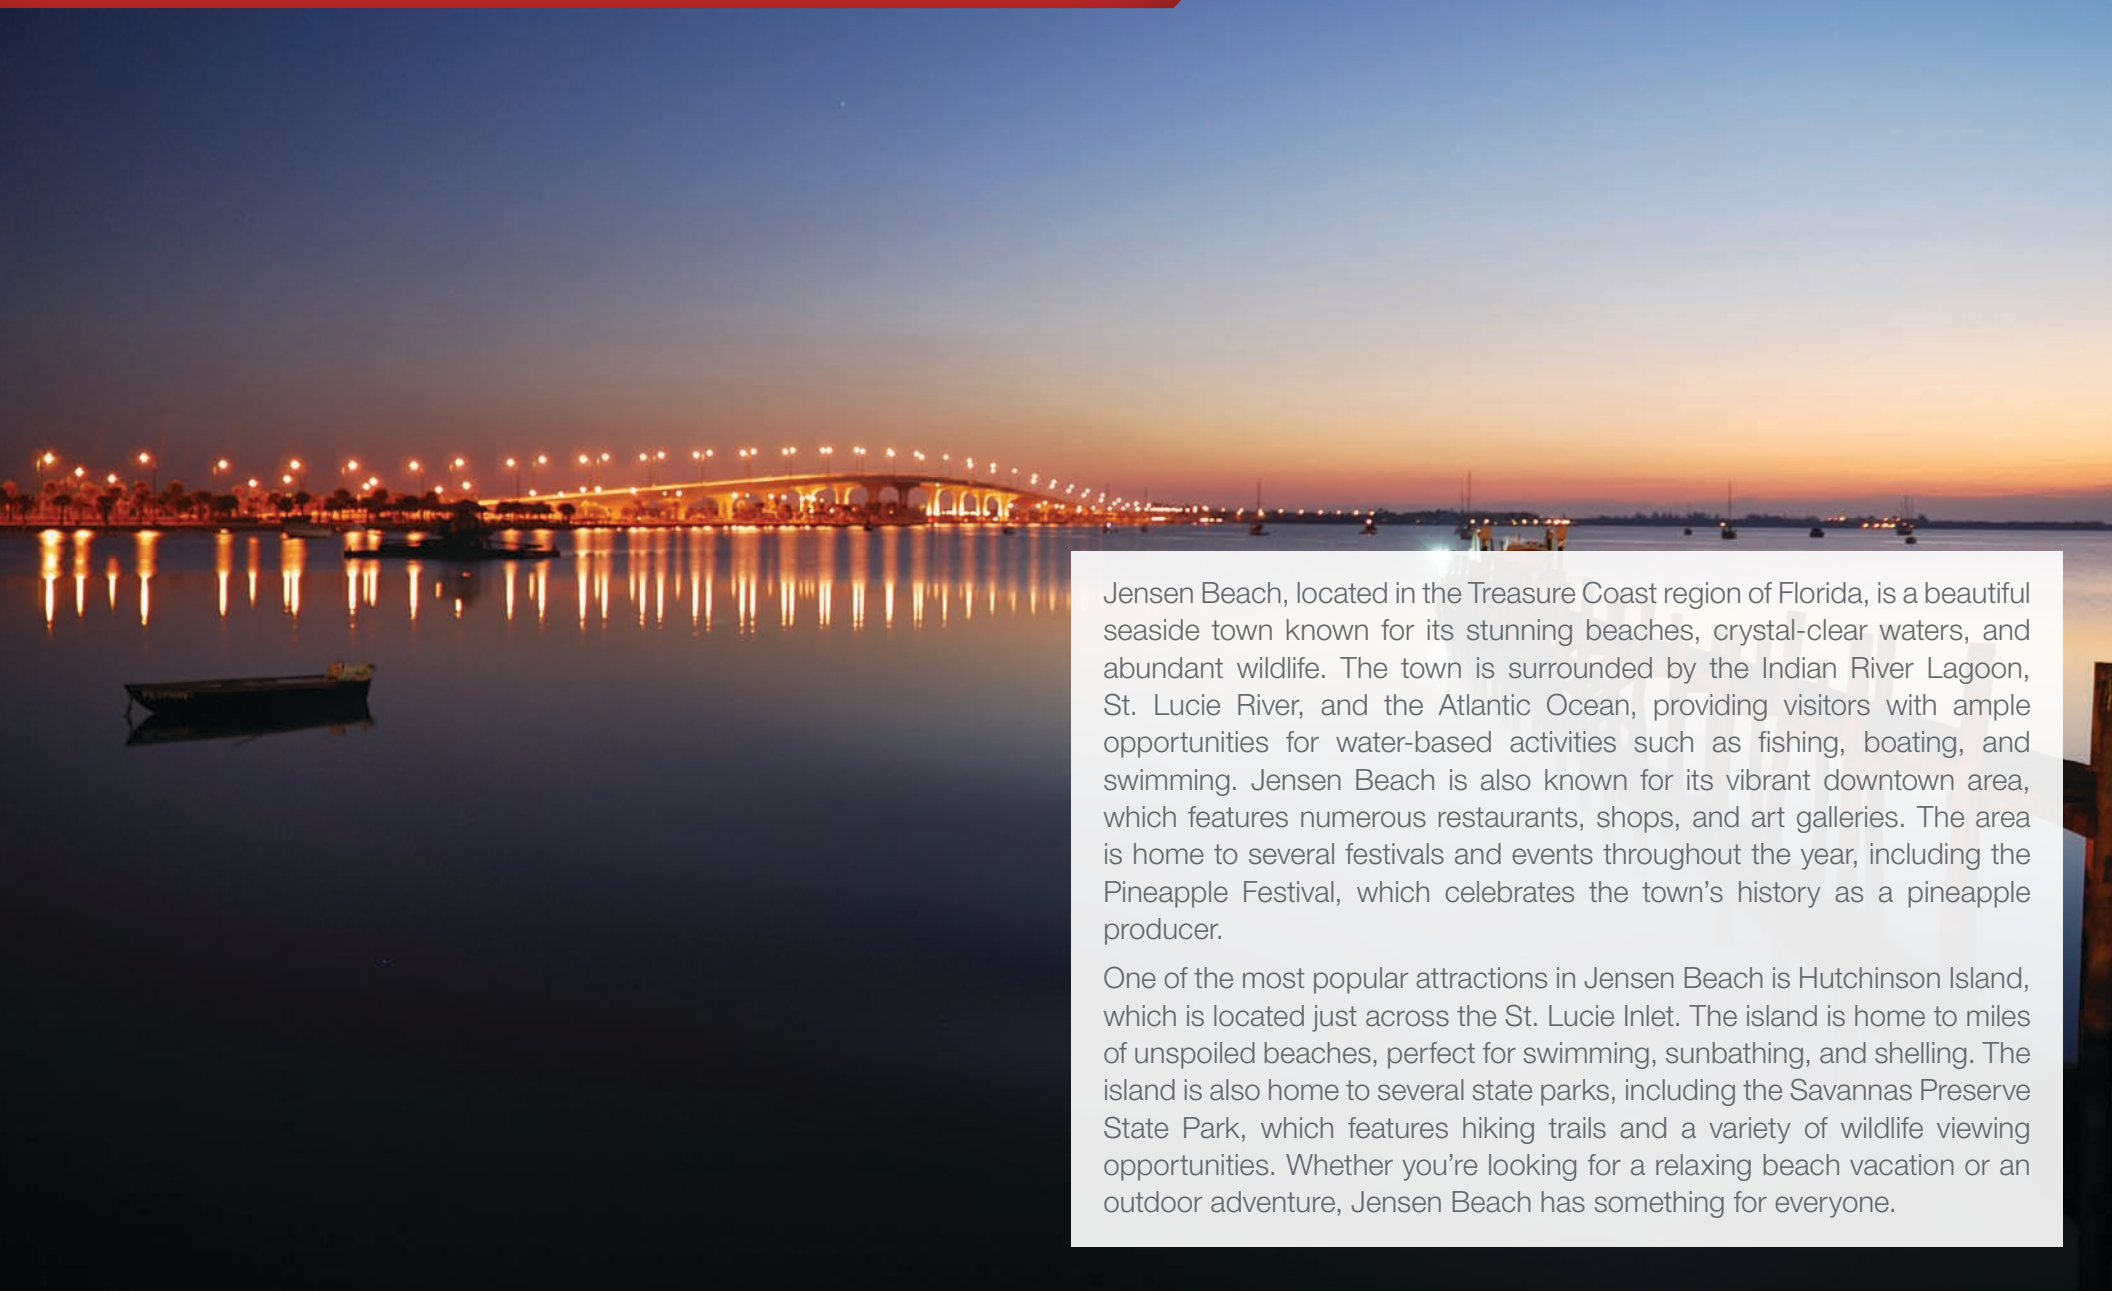 Jensen Beach, located in the Treasure Coast region of Florida, is a beautiful
seaside town known for its stunning beaches, crystal-clear waters, and
abundant wildlife. The town is surrounded by the Indian River Lagoon,
St. Lucie River, and the Atlantic Ocean, providing visitors with ample
opportunities for water-based activities such as fishing, boating, and
swimming. Jensen Beach is also known for its vibrant downtown area,
which features numerous restaurants, shops, and art galleries. The area
is home to several festivals and events throughout the year, including the
Pineapple Festival, which celebrates the town’s history as a pineapple
producer.
One of the most popular attractions in Jensen Beach is Hutchinson Island,
which is located just across the St. Lucie Inlet. The island is home to miles
of unspoiled beaches, perfect for swimming, sunbathing, and shelling. The
island is also home to several state parks, including the Savannas Preserve
State Park, which features hiking trails and a variety of wildlife viewing
opportunities. Whether you’re looking for a relaxing beach vacation or an
outdoor adventure, Jensen Beach has something for everyone.